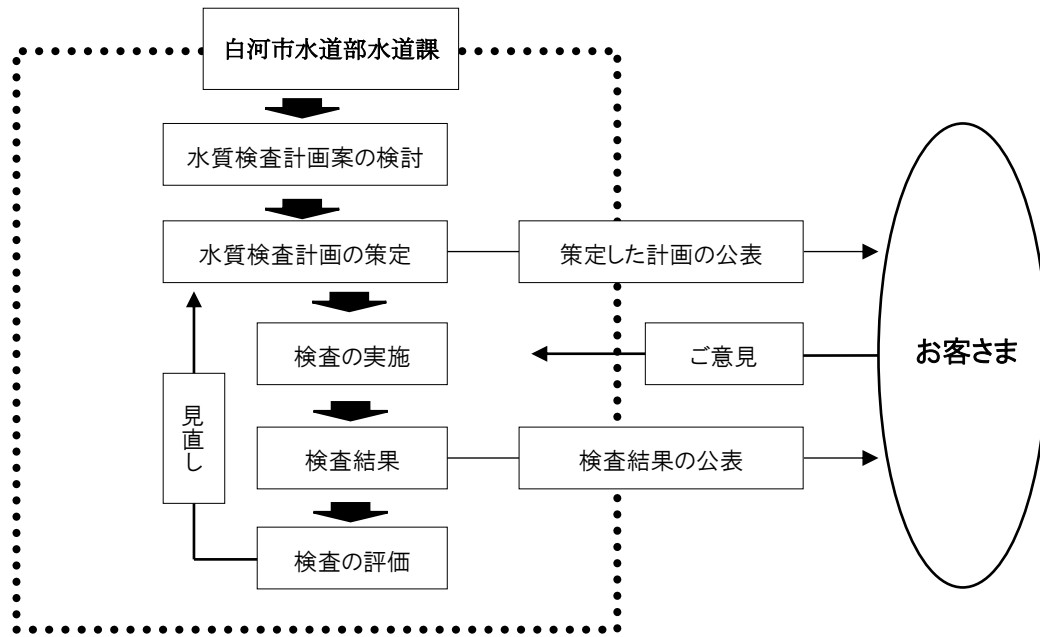 白河市水道部水道課
水質検査計画案の検討
水質検査計画の策定
策定した計画の公表
検査の実施
ご意見
お客さま
見直し
検査結果
検査結果の公表
検査の評価